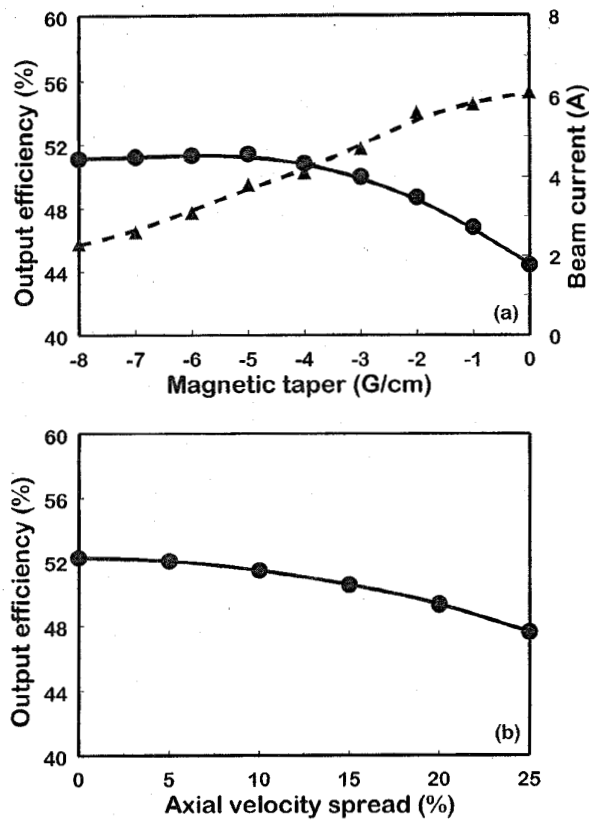 60
56
52
48
44
40
Output efficiency (%)
8
6
4
2
0
Beam current (A)
(a)
-8 -7 -6 -5 -4 -3 -2 -1 0
Magnetic taper (G/cm)
60
56
52
48
44
40
Output efficiency (%)
(b)
0 5 10 15 20 25
Axial velocity spread (%)